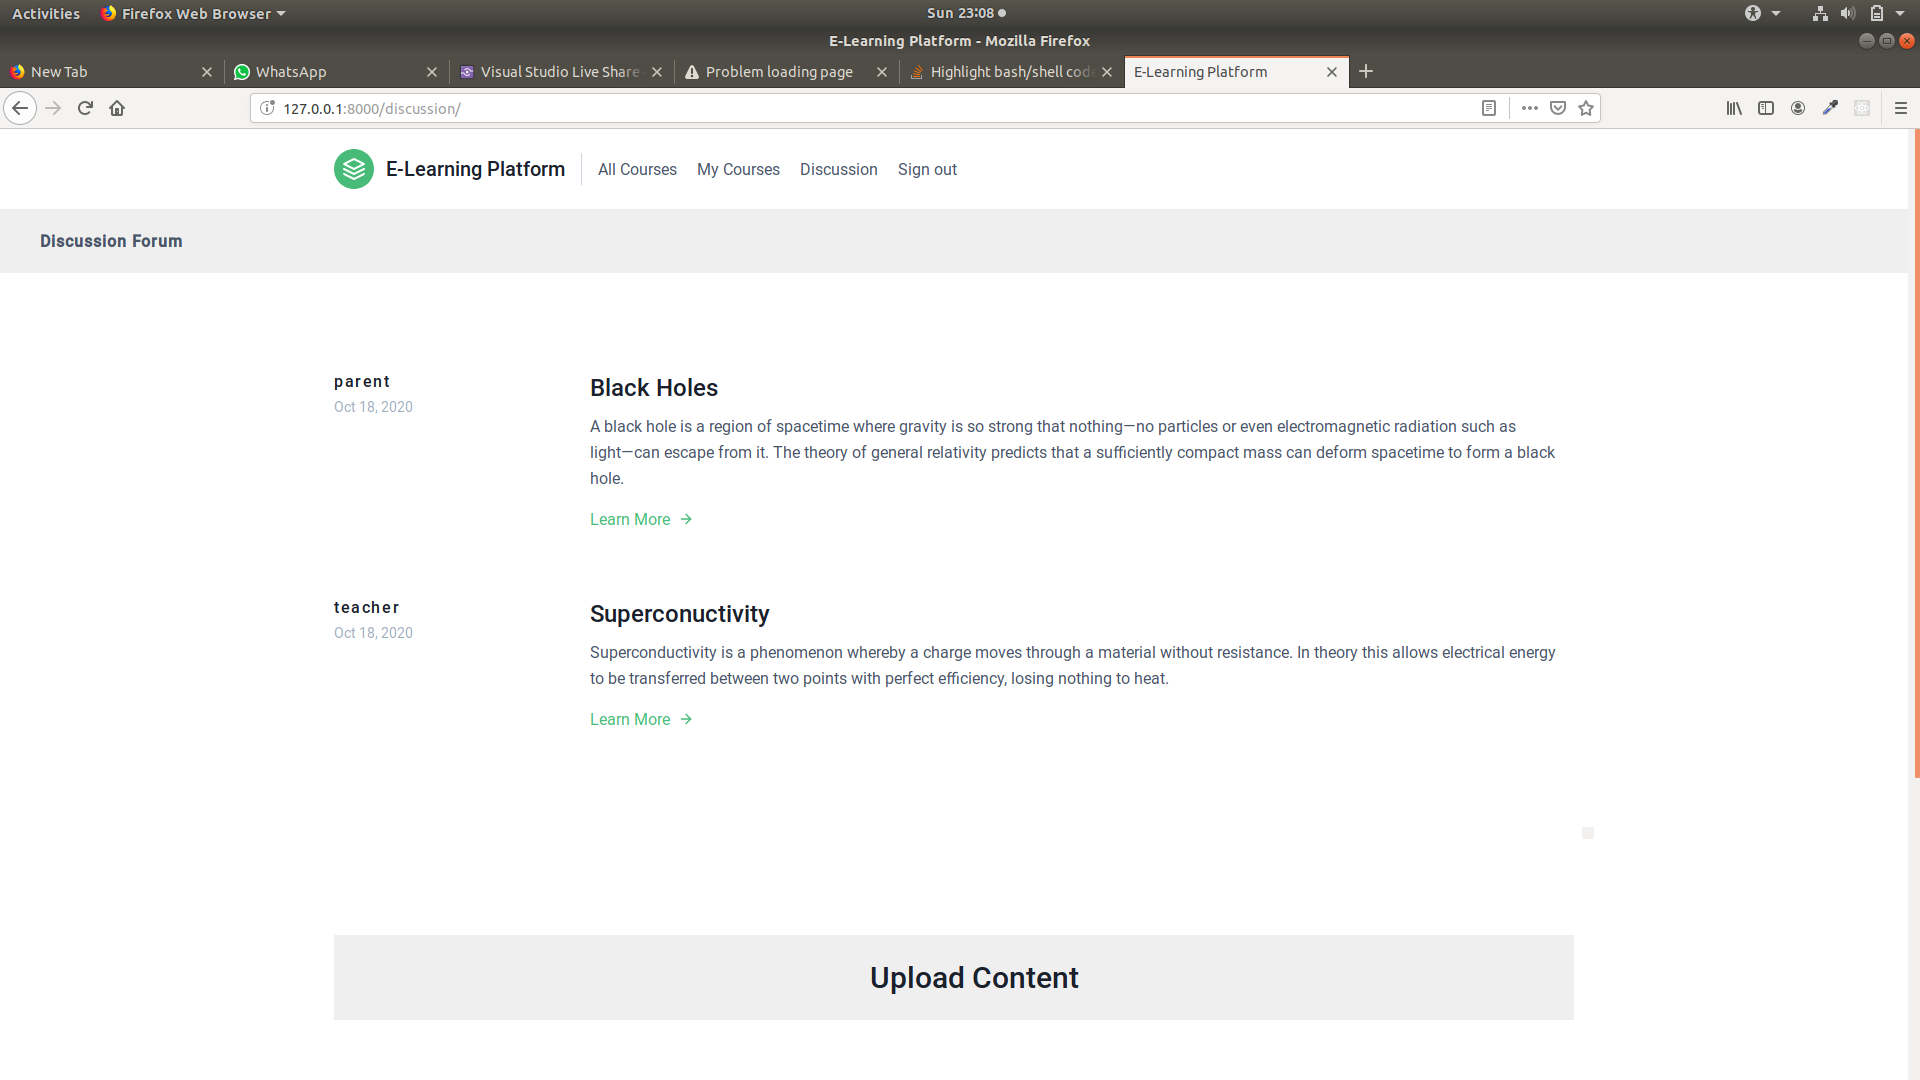 Activities Firefox Web Browser Sun 23:08
E-Learning Platform - Mozilla Firefox
New Tab WhatsApp Visual Studio Live Share Problem loading page Highlight bash/shell cod E-Learning Platform
127.0.0.1:8000/discussion/
E-Learning Platform All Courses My Courses Discussion Sign out
Discussion Forum
parent
Oct 18, 2020
Black Holes
A black hole is a region of spacetime where gravity is so strong that nothing—no particles or even electromagnetic radiation such as
light—can escape from it. The theory of general relativity predicts that a sufficiently compact mass can deform spacetime to form a black
hole.
Learn More →
teacher
Oct 18, 2020
Superconuctivity
Superconductivity is a phenomenon whereby a charge moves through a material without resistance. In theory this allows electrical energy
to be transferred between two points with perfect efficiency, losing nothing to heat.
Learn More →
Upload Content